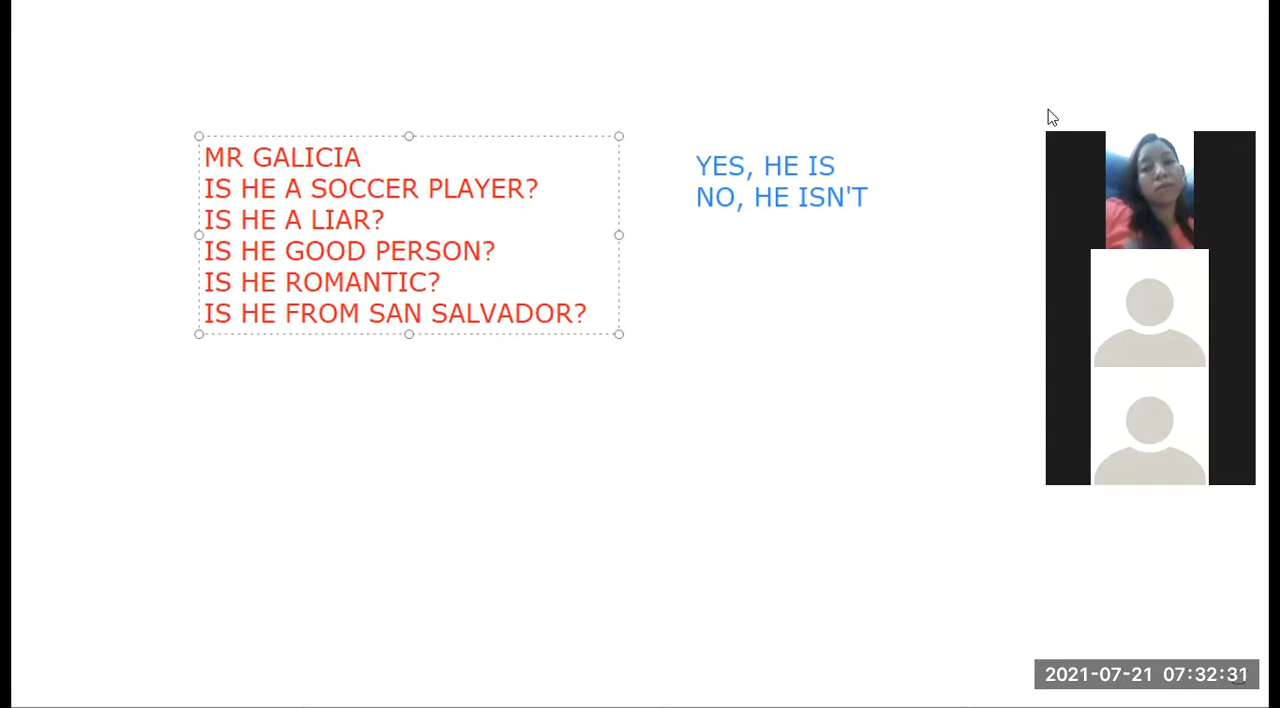 MR GALICIA
IS HE A SOCCER PLAYER?
IS HE A LIAR?
IS HE GOOD PERSON?
IS HE ROMANTIC?
IS HE FROM SAN SALVADOR?
YES, HE IS
NO, HE ISN'T
2021-07-21 07:32:31